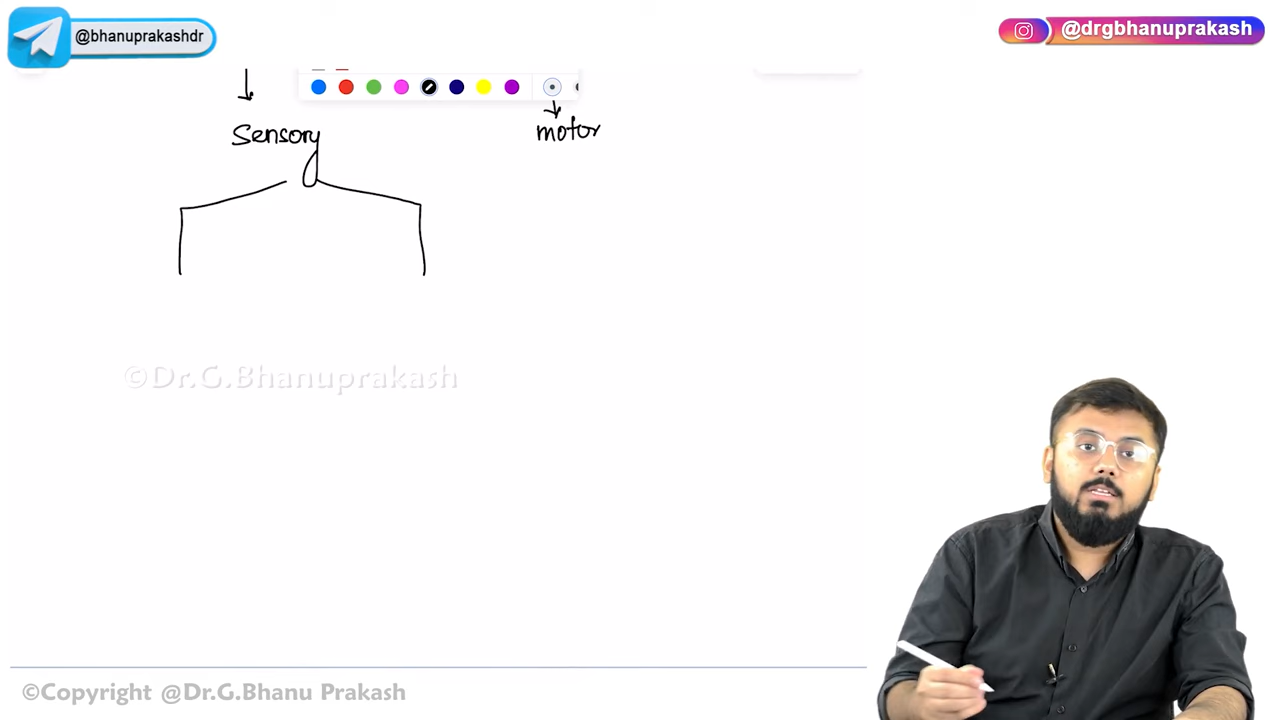 @bhanuprakashdr
@drgbhanuprakash
Sensory
motor
©Dr.G.Bhanuprakash
©Copyright @Dr.G.Bhanu Prakash